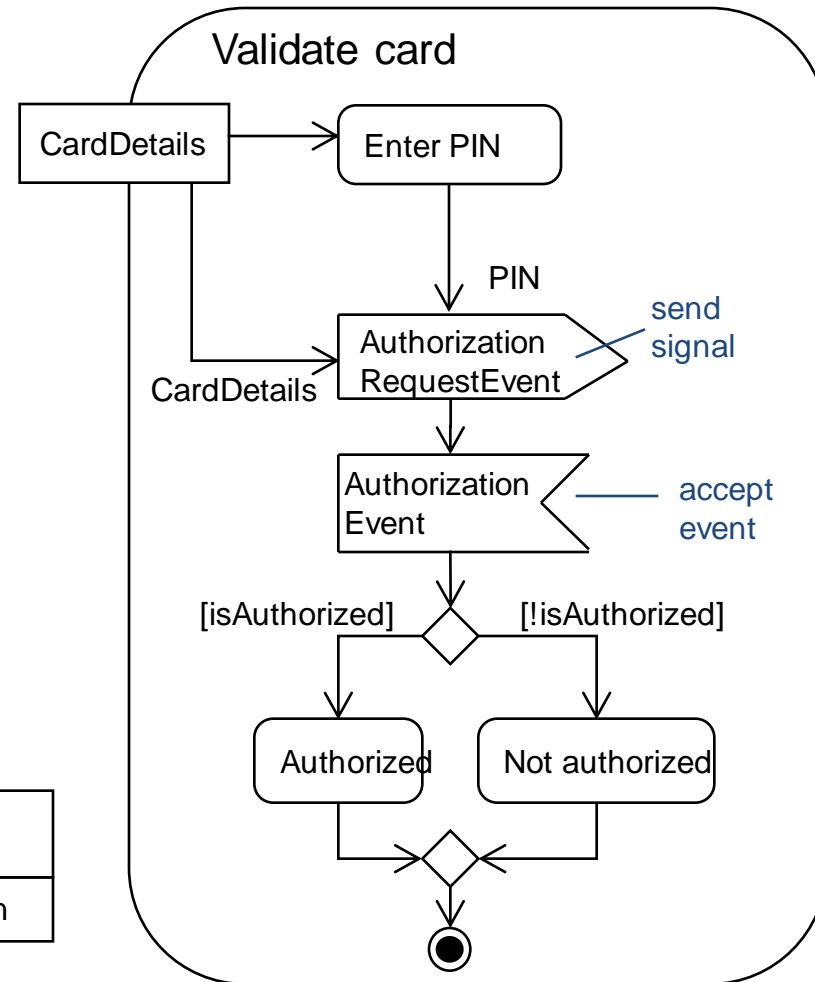 Validate card
CardDetails
Enter PIN
PIN
send
signal
Authorization
RequestEvent
CardDetails
Authorization
Event
accept
event
[isAuthorized]
[!isAuthorized]
Authorized
Not authorized